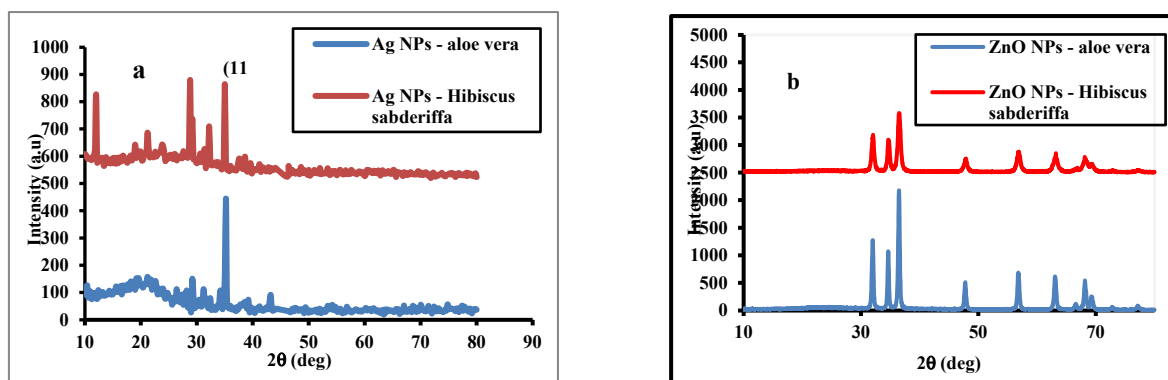 1000
900
800
700
600
500
400
300
200
100
0
10 20 30 40 50 60 70 80 90
Intensity (a.u)
2θ (deg)
a
(11
Ag NPs - aloe vera
Ag NPs - Hibiscus
sabderiffa
5000
4500
4000
3500
3000
2500
2000
1500
1000
500
0
10 30 50 70
Intensity (a.u)
2θ (deg)
b
ZnO NPs - aloe vera
ZnO NPs - Hibiscus
sabderiffa